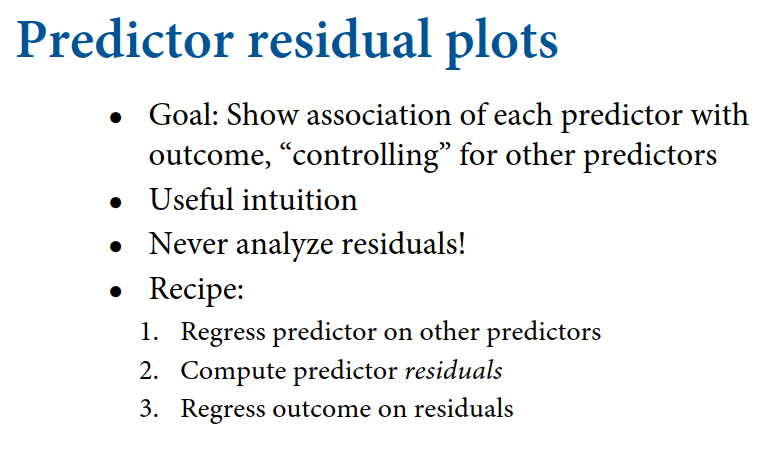 Predictor residual plots
• Goal: Show association of each predictor with
outcome, “controlling” for other predictors
• Useful intuition
• Never analyze residuals!
• Recipe:
1. Regress predictor on other predictors
2. Compute predictor residuals
3. Regress outcome on residuals